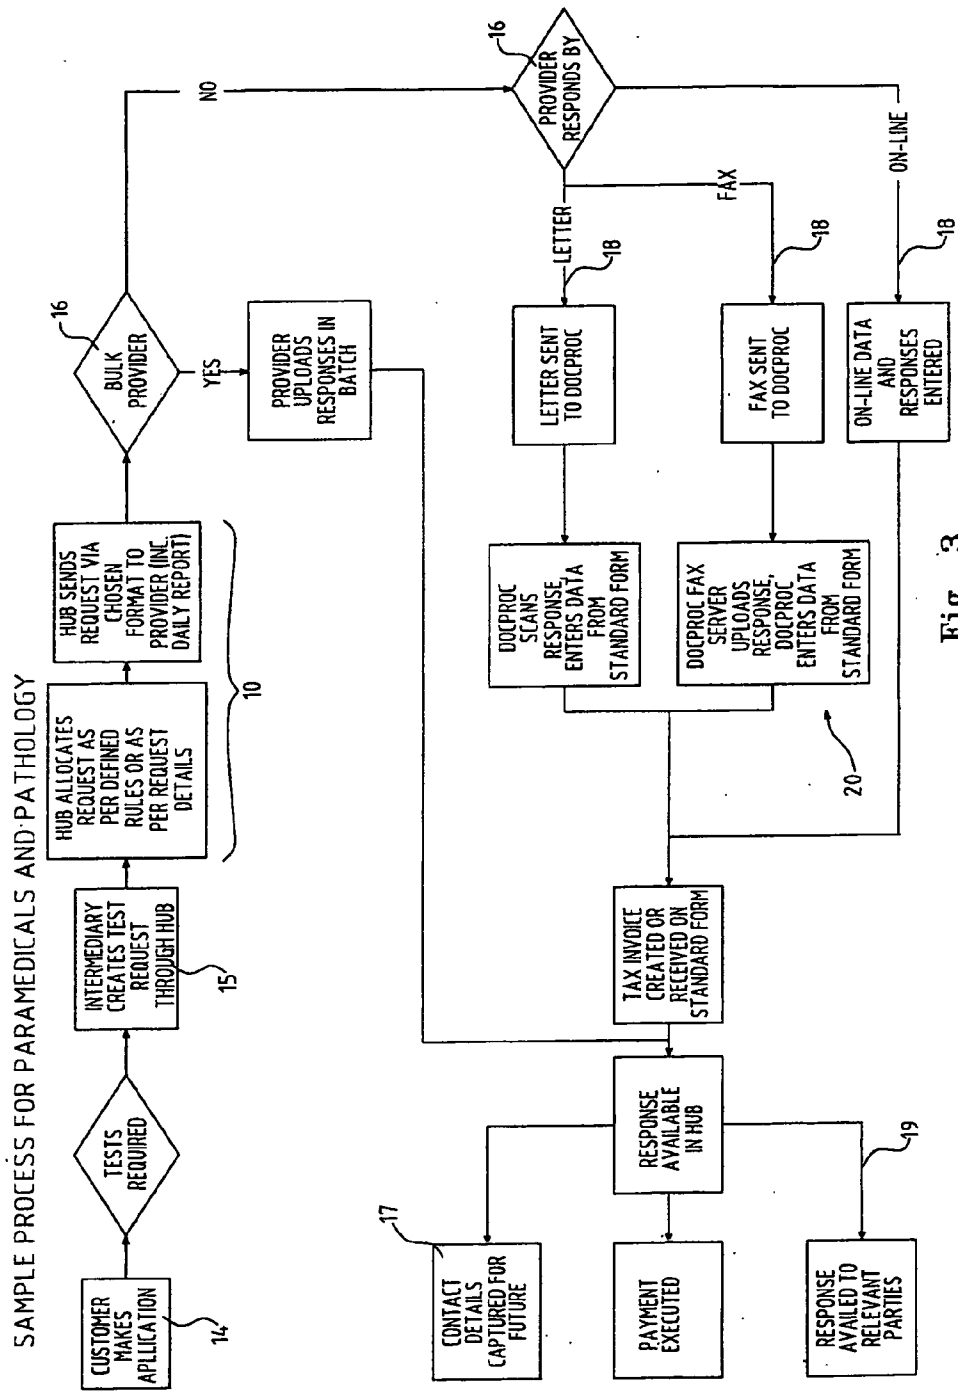 SAMPLE PROCESS FOR PARAMEDICALS AND PATHOLOGY
CUSTOMER
MAKES
APLLICATION
14
TESTS
REQUIRED
INTERMEDIARY
CREATES TEST
REQUEST
THROUGH HUB
15
HUB ALLOCATES
REQUEST AS
PER DEFINED
RULES OR AS
PER REQUEST
DETAILS
HUB SENDS
REQUEST VIA
CHOSEN
FORMAT TO
PROVIDER (INC.
DAILY REPORT)
10
BULK
PROVIDER
16
YES
NO
PROVIDER
UPLOADS
RESPONSES IN
BATCH
PROVIDER
RESPONDS BY
16
LETTER
FAX
ON-LINE
18
18
18
LETTER SENT
TO DOCPROC
FAX SENT
TO DOCPROC
ON-LINE DATA
AND
RESPONSES
ENTERED
DOCPROC
SCANS
RESPONSE,
ENTERS DATA
FROM
STANDARD FORM
DOCPROC FAX
SERVER
UPLOADS
RESPONSE,
DOCPROC
ENTERS DATA
FROM
STANDARD FORM
20
TAX INVOICE
CREATED OR
RECEIVED ON
STANDARD FORM
RESPONSE
AVAILABLE
IN HUB
17
CONTACT
DETAILS
CAPTURED FOR
FUTURE
PAYMENT
EXECUTED
19
RESPONSE
AVAILED TO
RELEVANT
PARTIES
Fig. 3